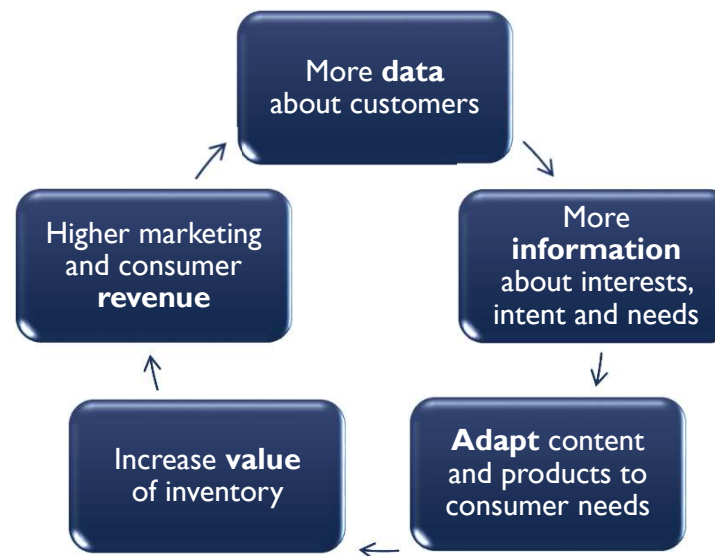 More data
about customers
More
information
about interests,
intent and needs
Adapt content
and products to
consumer needs
Increase value
of inventory
Higher marketing
and consumer
revenue